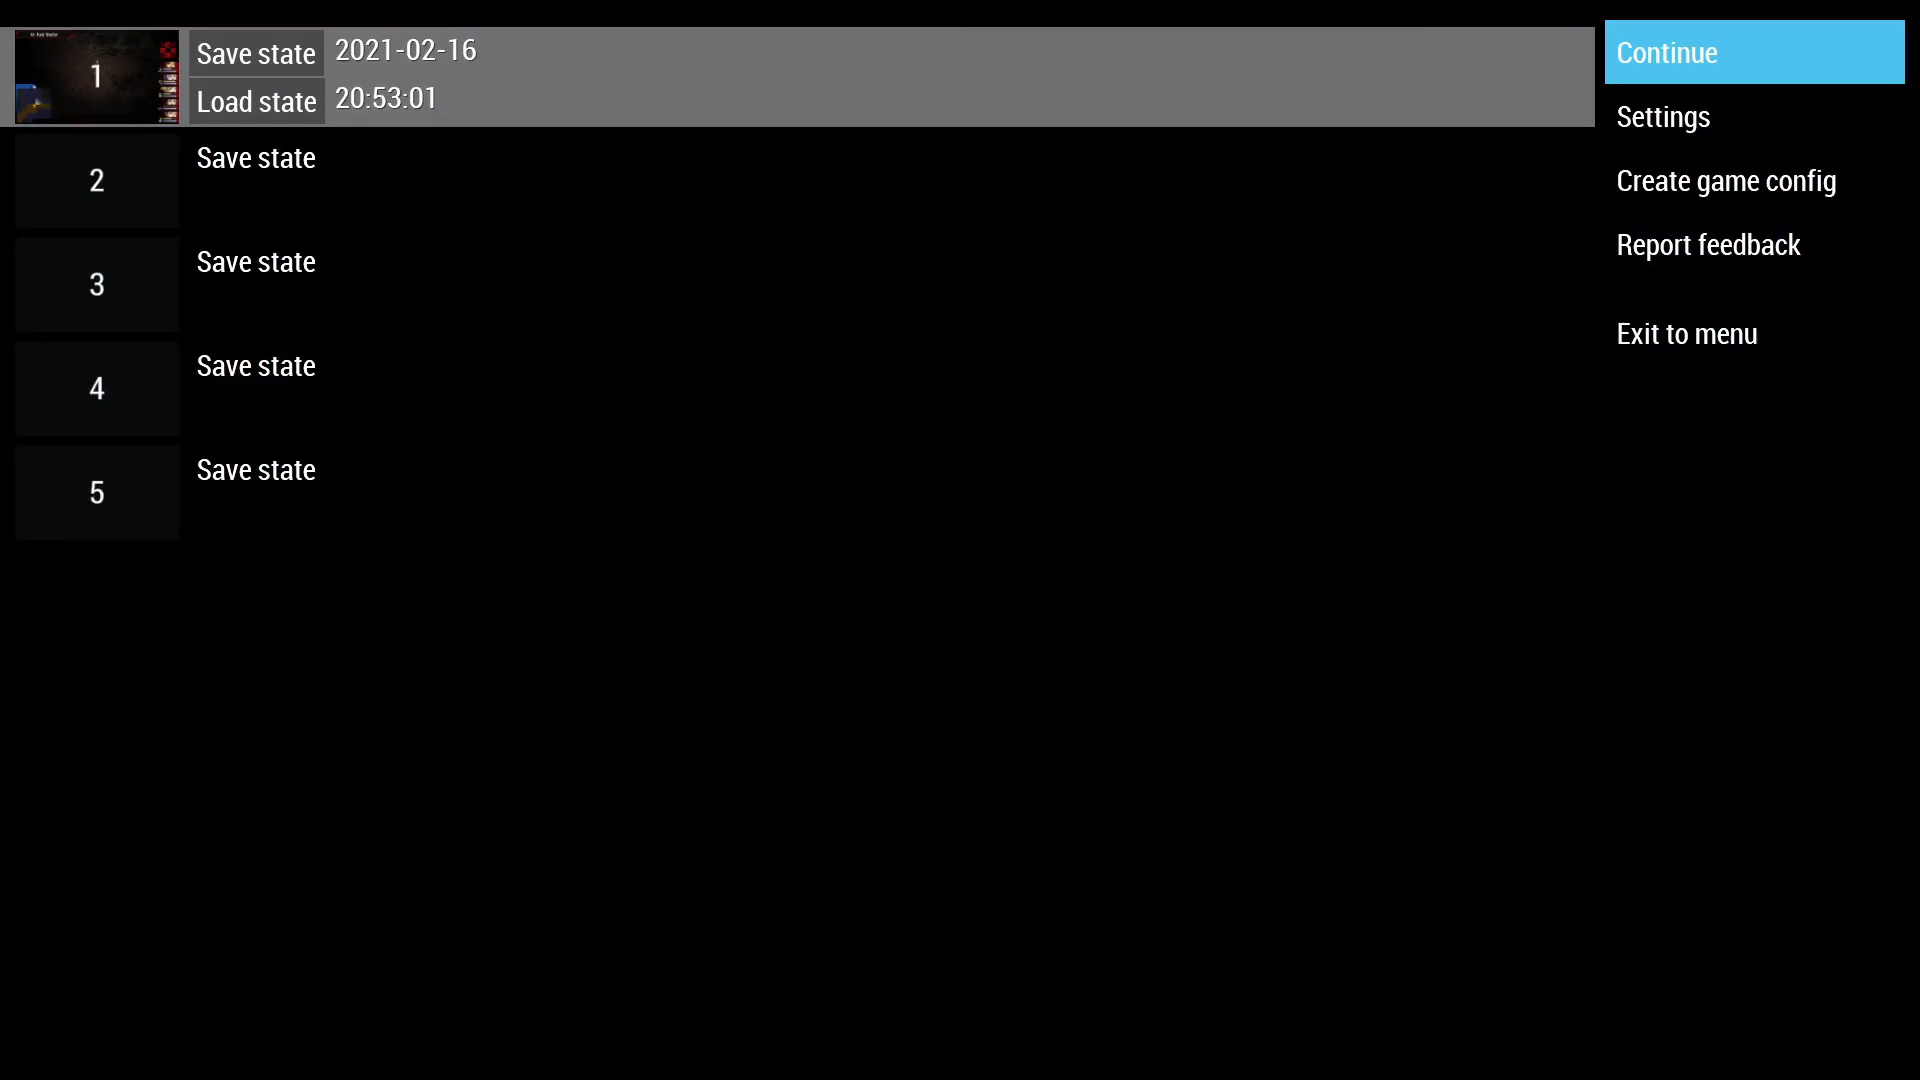 1
Save state
2021-02-16
Load state
20:53:01
2
Save state
3
Save state
4
Save state
5
Save state
Continue
Settings
Create game config
Report feedback
Exit to menu